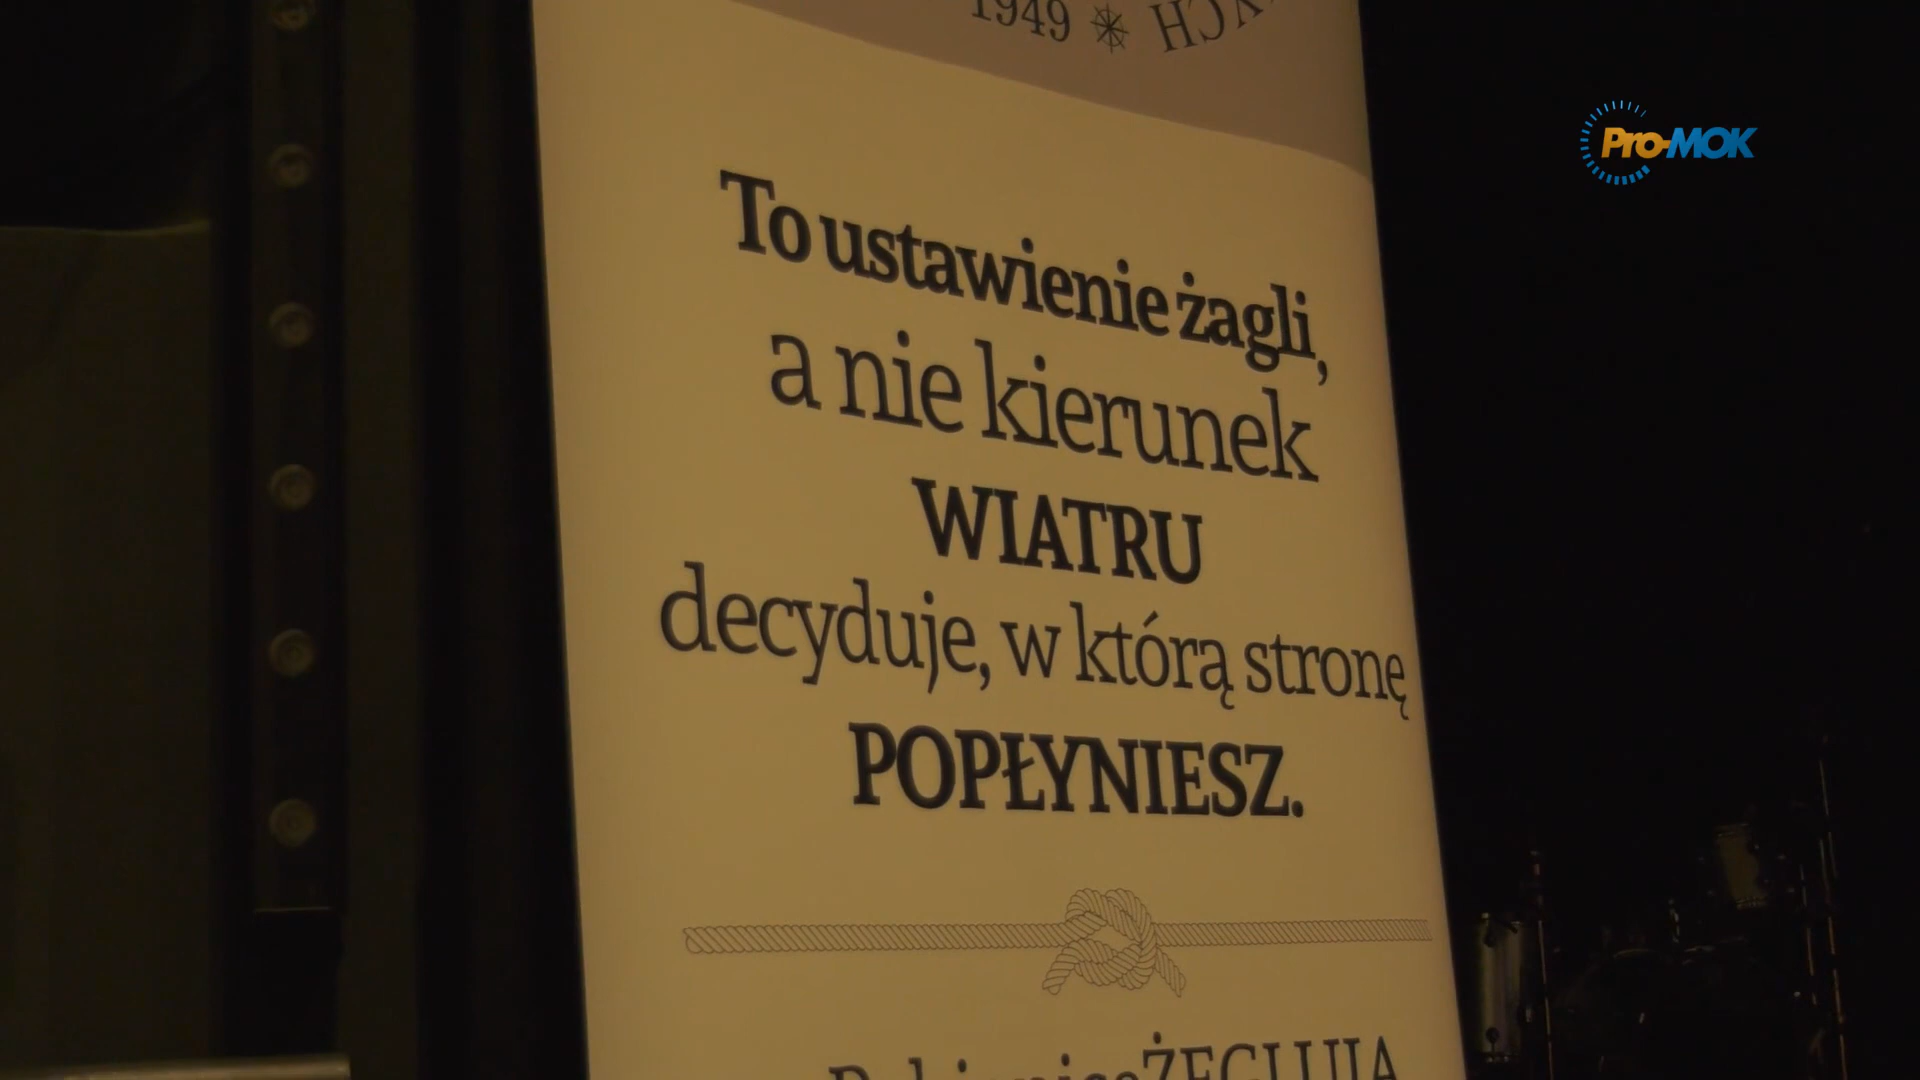 1949
Pro-MOK
To ustawienie żagli,
a nie kierunek
WIATRU
decyduje, w którą stronę
POPŁYNIESZ.